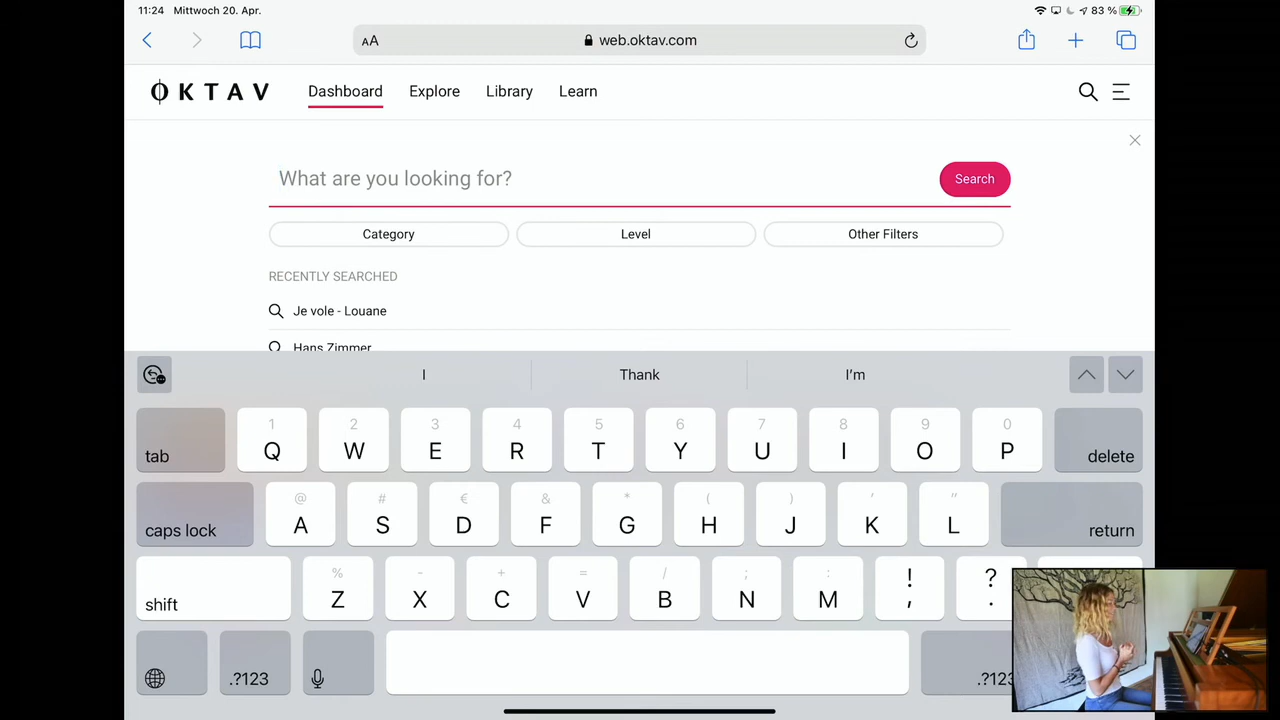 11:24 Mittwoch 20. Apr. 83 %
AA web.oktav.com
OKTAV Dashboard Explore Library Learn
What are you looking for? Search
Category Level Other Filters
RECENTLY SEARCHED
Je vole - Louane
Hans Zimmer
I Thank I'm
1 2 3 4 5 6 7 8 9 0
tab Q W E R T Y U I O P delete
@ # € & * ( ) ' "
caps lock A S D F G H J K L return
% - + = / ; : ! ?
shift Z X C V B N M , .
.?123 .?123